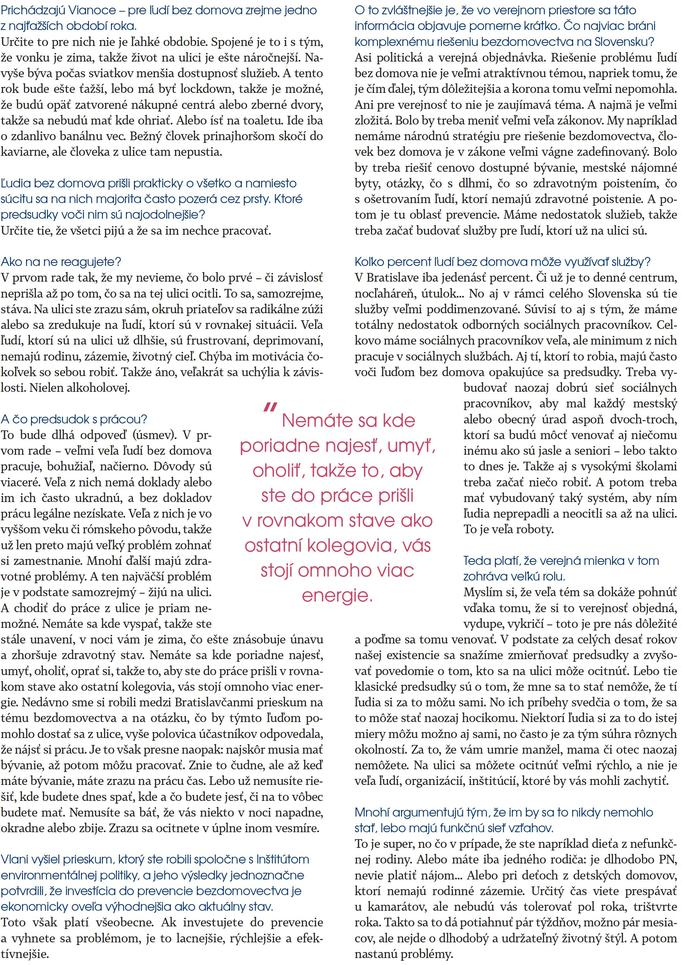 Prichádzajú Vianoce – pre ľudí bez domova zrejme jedno
z najťažších období roka.
Určite to pre nich nie je ľahké obdobie. Spojené je to i s tým,
že vonku je zima, takže život na ulici je ešte náročnejší. Na-
vyše býva počas sviatkov menšia dostupnosť služieb. A tento
rok bude ešte ťažší, lebo má byť lockdown, takže je možné,
že budú opäť zatvorené nákupné centrá alebo zberné dvory,
takže sa nebudú mať kde ohriať. Alebo ísť na toaletu. Ide iba
o zdanlivo banálnu vec. Bežný človek prinajhoršom skočí do
kaviarne, ale človeka z ulice tam nepustia.
Ľudia bez domova prišli prakticky o všetko a namiesto
súcitu sa na nich majorita často pozerá cez prsty. Ktoré
predsudky voči nim sú najodolnejšie?
Určite tie, že všetci pijú a že sa im nechce pracovať.
Ako na ne reagujete?
V prvom rade tak, že my nevieme, čo bolo prvé – či závislosť
neprišla až po tom, čo sa na tej ulici ocitli. To sa, samozrejme,
stáva. Na ulici ste zrazu sám, okruh priateľov sa radikálne zúži
alebo sa zredukuje na ľudí, ktorí sú v rovnakej situácii. Veľa
ľudí, ktorí sú na ulici už dlhšie, sú frustrovaní, deprimovaní,
nemajú rodinu, zázemie, životný cieľ. Chýba im motivácia čo-
koľvek so sebou robiť. Takže áno, veľakrát sa uchýlia k závis-
losti. Nielen alkoholovej.
A čo predsudok s prácou?
To bude dlhá odpoveď (úsmev). V pr-
vom rade – veľmi veľa ľudí bez domova
pracuje, bohužiaľ, načierno. Dôvody sú
viaceré. Veľa z nich nemá doklady alebo
im ich často ukradnú, a bez dokladov
prácu legálne nezískate. Veľa z nich je vo
vyššom veku či rómskeho pôvodu, takže
už len preto majú veľký problém zohnať
si zamestnanie. Mnohí ďalší majú zdra-
votné problémy. A ten najväčší problém
je v podstate samozrejmý – žijú na ulici.
A chodiť do práce z ulice je priam ne-
možné. Nemáte sa kde vyspať, takže ste
stále unavení, v noci vám je zima, čo ešte znásobuje únavu
a zhoršuje zdravotný stav. Nemáte sa kde poriadne najesť,
umyť, oholiť, oprať si, takže to, aby ste do práce prišli v rovna-
kom stave ako ostatní kolegovia, vás stojí omnoho viac ener-
gie. Nedávno sme si robili medzi Bratislavčanmi prieskum na
tému bezdomovectva a na otázku, čo by týmto ľuďom po-
mohlo dostať sa z ulice, vyše polovica účastníkov odpovedala,
že nájsť si prácu. Je to však presne naopak: najskôr musia mať
bývanie, až potom môžu pracovať. Znie to čudne, ale až keď
máte bývanie, máte zrazu na prácu čas. Lebo už nemusíte rie-
šiť, kde budete dnes spať, kde a čo budete jesť, či na to vôbec
budete mať. Nemusíte sa báť, že vás niekto v noci napadne,
okradne alebo zbije. Zrazu sa ocitnete v úplne inom vesmíre.
Vlani vyšiel prieskum, ktorý ste robili spoločne s Inštitútom
environmentálnej politiky, a jeho výsledky jednoznačne
potvrdili, že investícia do prevencie bezdomovectva je
ekonomicky oveľa výhodnejšia ako aktuálny stav.
Toto však platí všeobecne. Ak investujete do prevencie
a vyhnete sa problémom, je to lacnejšie, rýchlejšie a efek-
tívnejšie.
"Nemáte sa kde
poriadne najesť, umyť,
oholiť, takže to, aby
ste do práce prišli
v rovnakom stave ako
ostatní kolegovia, vás
stojí omnoho viac
energie.
O to zvláštnejšie je, že vo verejnom priestore sa táto
informácia objavuje pomerne krátko. Čo najviac bráni
komplexnému riešeniu bezdomovectva na Slovensku?
Asi politická a verejná objednávka. Riešenie problému ľudí
bez domova nie je veľmi atraktívnou témou, napriek tomu, že
je čím ďalej, tým dôležitejšia a korona tomu veľmi nepomohla.
Ani pre verejnosť to nie je zaujímavá téma. A najmä je veľmi
zložitá. Bolo by treba meniť veľmi veľa zákonov. My napríklad
nemáme národnú stratégiu pre riešenie bezdomovectva, člo-
vek bez domova je v zákone veľmi vágne zadefinovaný. Bolo
by treba riešiť cenovo dostupné bývanie, mestské nájomné
byty, otázky, čo s dlhmi, čo so zdravotným poistením, čo
s ošetrovaním ľudí, ktorí nemajú zdravotné poistenie. A po-
tom je tu oblasť prevencie. Máme nedostatok služieb, takže
treba začať budovať služby pre ľudí, ktorí už na ulici sú.
Koľko percent ľudí bez domova môže využívať služby?
V Bratislave iba jedenásť percent. Či už je to denné centrum,
nocľaháreň, útulok... No aj v rámci celého Slovenska sú tie
služby veľmi poddimenzované. Súvisí to aj s tým, že máme
totálny nedostatok odborných sociálnych pracovníkov. Cel-
kovo máme sociálnych pracovníkov veľa, ale minimum z nich
pracuje v sociálnych službách. Aj tí, ktorí to robia, majú často
voči ľuďom bez domova opakujúce sa predsudky. Treba vy-
budovať naozaj dobrú sieť sociálnych
pracovníkov, aby mal každý mestský
alebo obecný úrad aspoň dvoch-troch,
ktorí sa budú môcť venovať aj niečomu
inému ako sú jasle a seniori – lebo takto
to dnes je. Takže aj s vysokými školami
treba začať niečo robiť. A potom treba
mať vybudovaný taký systém, aby ním
ľudia neprepadli a neocitli sa až na ulici.
To je veľa roboty.
Teda platí, že verejná mienka v tom
zohráva veľkú rolu.
Myslím si, že veľa tém sa dokáže pohnúť
vďaka tomu, že si to verejnosť objedná,
vydupe, vykričí – toto je pre nás dôležité
a poďme sa tomu venovať. V podstate za celých desať rokov
našej existencie sa snažíme zmierňovať predsudky a zvyšo-
vať povedomie o tom, kto sa na ulici môže ocitnúť. Lebo tie
klasické predsudky sú o tom, že mne sa to stať nemôže, že tí
ľudia si za to môžu sami. No ich príbehy svedčia o tom, že sa
to môže stať naozaj hocikomu. Niektorí ľudia si za to do istej
miery môžu možno aj sami, no často je za tým súhra rôznych
okolností. Za to, že vám umrie manžel, mama či otec naozaj
nemôžete. Na ulici sa môžete ocitnúť veľmi rýchlo, a nie je
veľa ľudí, organizácií, inštitúcií, ktoré by vás mohli zachytiť.
Mnohí argumentujú tým, že im by sa to nikdy nemohlo
stať, lebo majú funkčnú sieť vzťahov.
To je super, no čo v prípade, že ste napríklad dieťa z nefunkč-
nej rodiny. Alebo máte iba jedného rodiča: je dlhodobo PN,
nevie platiť nájom... Alebo pri deťoch z detských domovov,
ktorí nemajú rodinné zázemie. Určitý čas viete prespávať
u kamarátov, ale nebudú vás tolerovať pol roka, trištvrte
roka. Takto sa to dá potiahnuť pár týždňov, možno pár mesia-
cov, ale nejde o dlhodobý a udržateľný životný štýl. A potom
nastanú problémy.